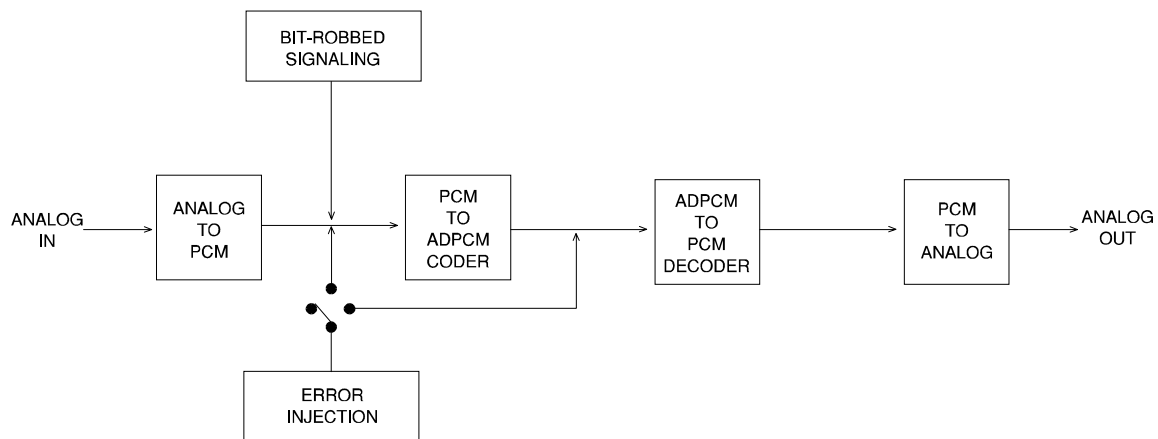 BIT-ROBBED
SIGNALING
ANALOG
IN
ANALOG
TO
PCM
PCM
TO
ADPCM
CODER
ADPCM
TO
PCM
DECODER
PCM
TO
ANALOG
ANALOG
OUT
ERROR
INJECTION